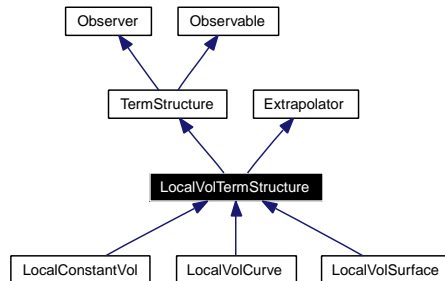 Observer
Observable
TermStructure
Extrapolator
LocalVolTermStructure
LocalConstantVol
LocalVolCurve
LocalVolSurface